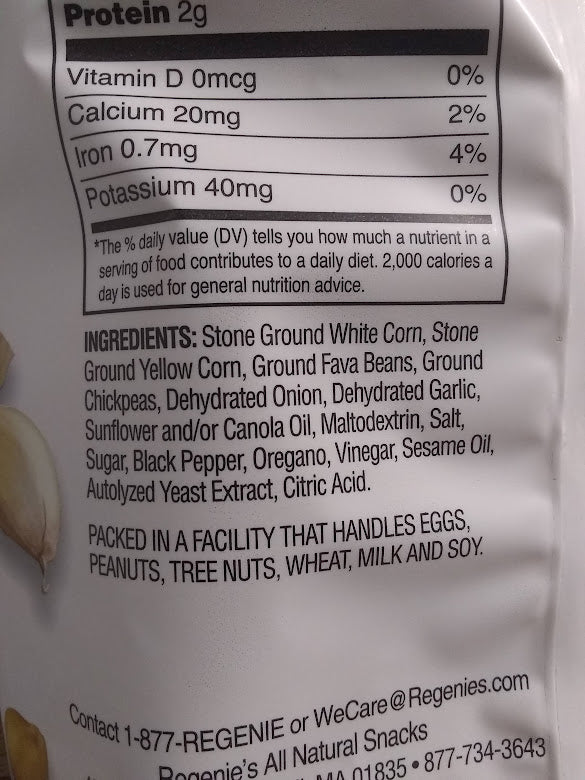 Protein 2g
Vitamin D 0mcg 0%
Calcium 20mg 2%
Iron 0.7mg 4%
Potassium 40mg 0%
*The % daily value (DV) tells you how much a nutrient in a
serving of food contributes to a daily diet. 2,000 calories a
day is used for general nutrition advice.
INGREDIENTS: Stone Ground White Corn, Stone
Ground Yellow Corn, Ground Fava Beans, Ground
Chickpeas, Dehydrated Onion, Dehydrated Garlic,
Sunflower and/or Canola Oil, Maltodextrin, Salt,
Sugar, Black Pepper, Oregano, Vinegar, Sesame Oil,
Autolyzed Yeast Extract, Citric Acid.
PACKED IN A FACILITY THAT HANDLES EGGS,
PEANUTS, TREE NUTS, WHEAT, MILK AND SOY.
Contact 1-877-REGENIE or WeCare@Regenies.com
Regenie's All Natural Snacks
MA 01835 • 877-734-3643